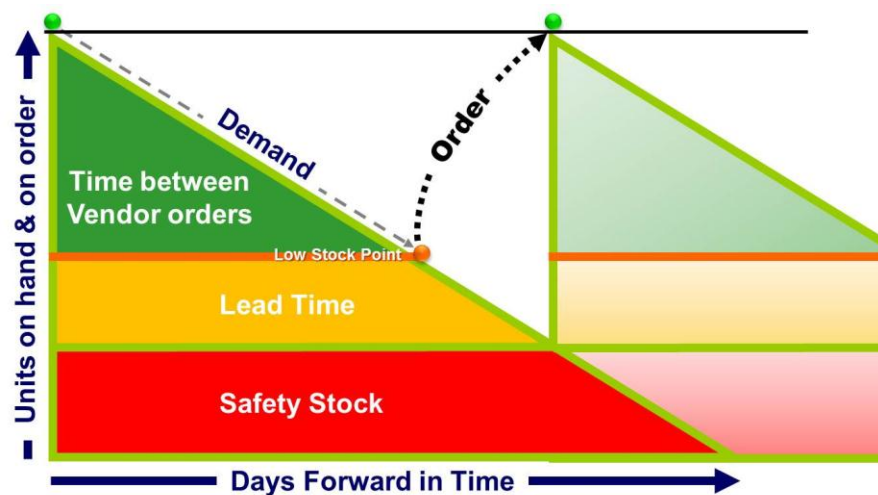 Units on hand & on order
Demand
Order
Time between
Vendor orders
Low Stock Point
Lead Time
Safety Stock
Days Forward in Time